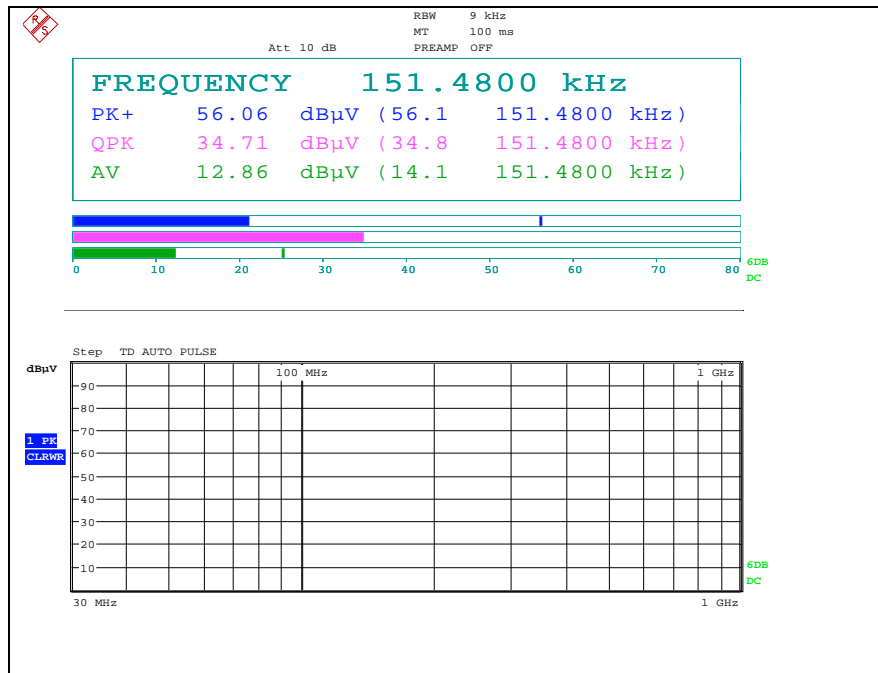 R S
RBW 9 kHz
MT 100 ms
Att 10 dB PREAMP OFF
FREQUENCY 151.4800 kHz
PK+ 56.06 dBµV (56.1 151.4800 kHz)
QPK 34.71 dBµV (34.8 151.4800 kHz)
AV 12.86 dBµV (14.1 151.4800 kHz)
0 10 20 30 40 50 60 70 80
6DB
DC
Step TD AUTO PULSE
dBµV
100 MHz 1 GHz
90
80
70
1 PK
CLRWR
60
50
40
30
20
10
6DB
DC
30 MHz 1 GHz